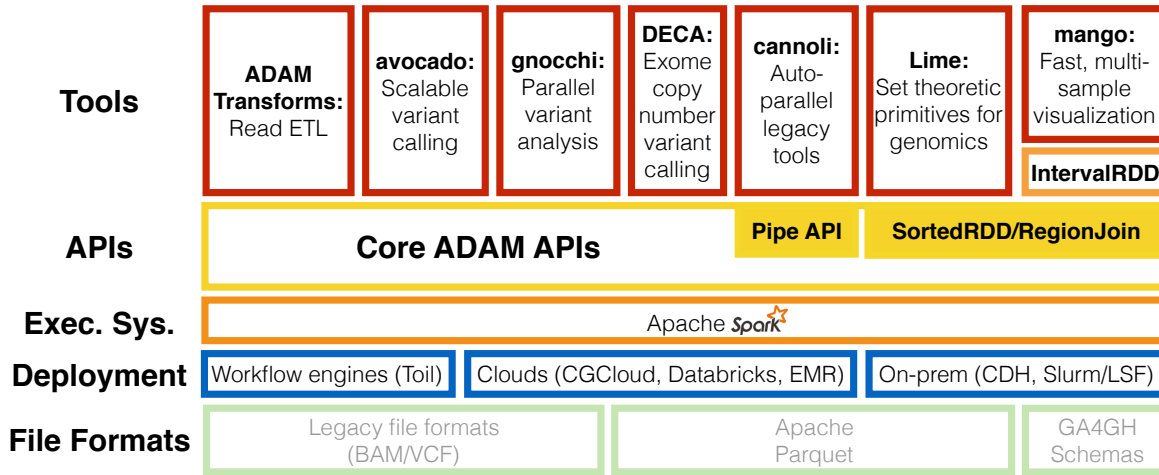 Tools
ADAM
Transforms:
Read ETL
avocado:
Scalable
variant
calling
gnocchi:
Parallel
variant
analysis
DECA:
Exome
copy
number
variant
calling
cannoli:
Auto-
parallel
legacy
tools
Lime:
Set theoretic
primitives for
genomics
mango:
Fast, multi-
sample
visualization
IntervalRDD
APIs
Core ADAM APIs
Pipe API
SortedRDD/RegionJoin
Exec. Sys.
Apache Spark
Deployment
Workflow engines (Toil)
Clouds (CGCloud, Databricks, EMR)
On-prem (CDH, Slurm/LSF)
File Formats
Legacy file formats
(BAM/VCF)
Apache
Parquet
GA4GH
Schemas